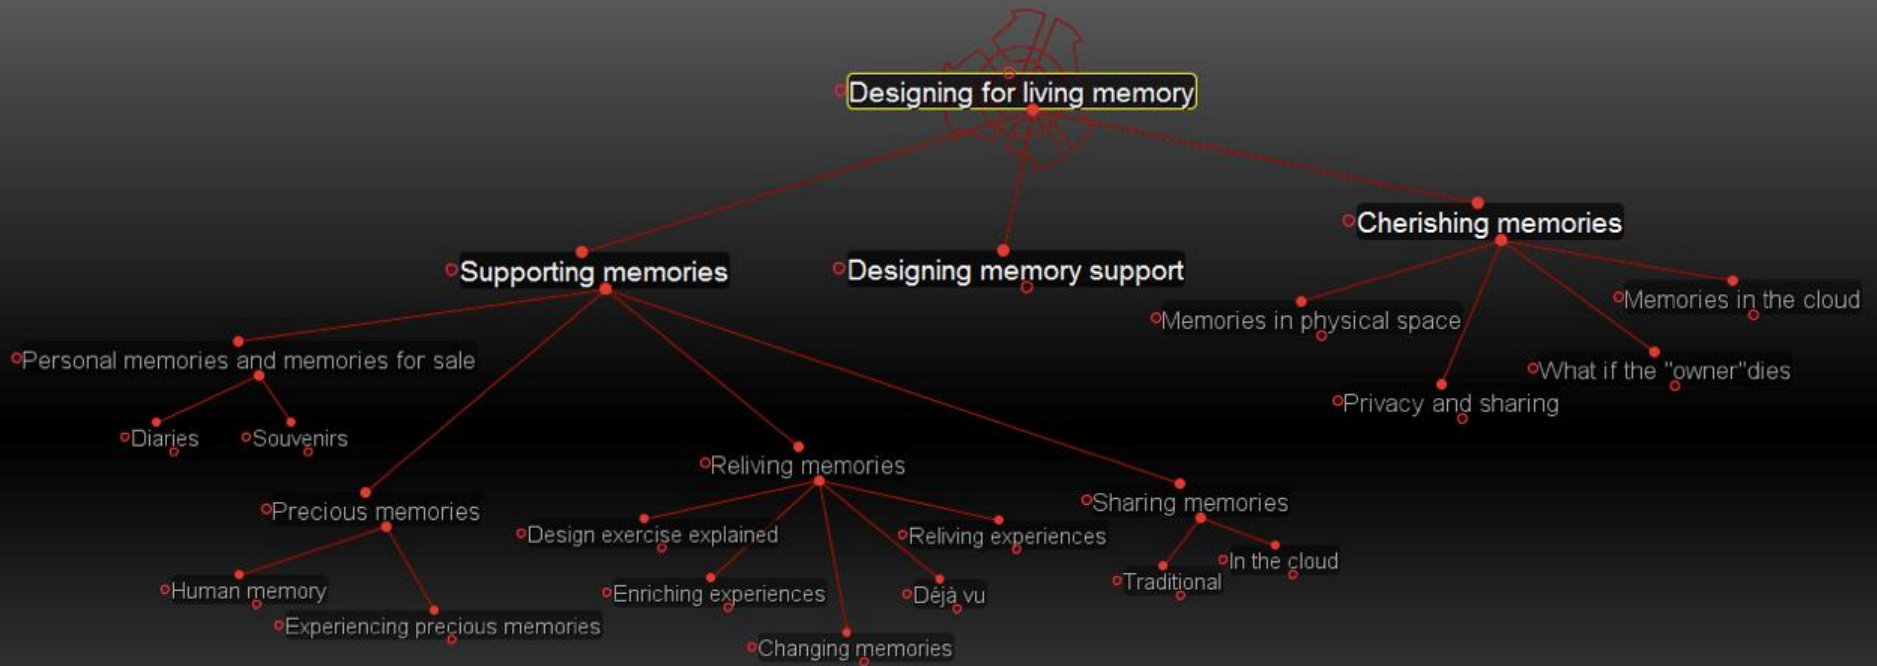 Designing for living memory
Cherishing memories
Supporting memories
Designing memory support
Memories in the cloud
Memories in physical space
Personal memories and memories for sale
What if the "owner"dies
Privacy and sharing
Diaries
Souvenirs
Reliving memories
Sharing memories
Precious memories
Design exercise explained
Reliving experiences
In the cloud
Traditional
Human memory
Enriching experiences
Déjà vu
Experiencing precious memories
Changing memories